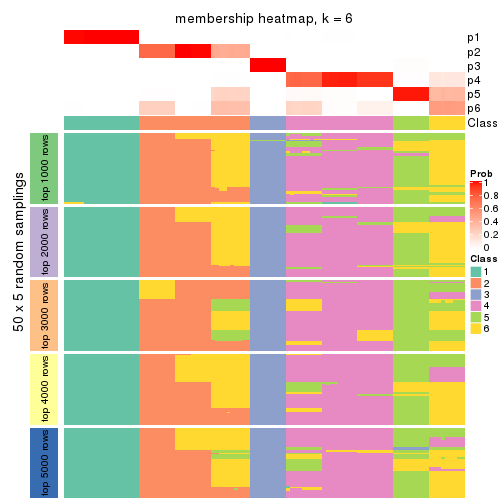 membership heatmap, k = 6
p1
p2
p3
p4
p5
p6
Class
50 x 5 random samplings
top 1000 rows
top 2000 rows
top 3000 rows
top 4000 rows
top 5000 rows
Prob
1
0.8
0.6
0.4
0.2
0
Class
1
2
3
4
5
6